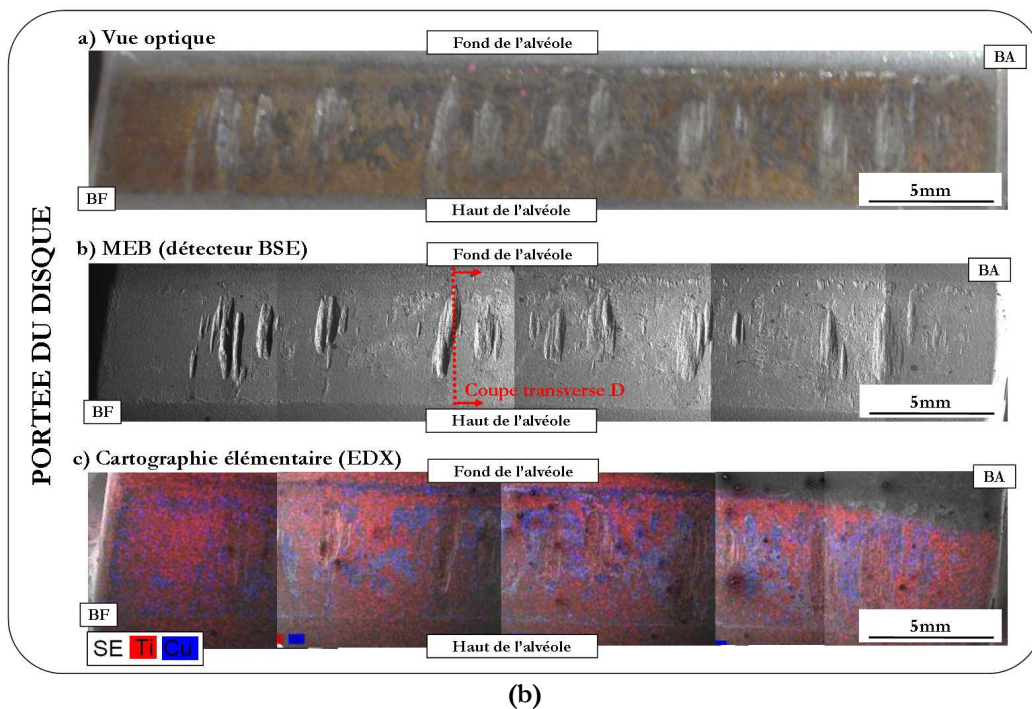 PORTEE DU DISQUE
a) Vue optique
Fond de l'alvéole
BA
BF
5mm
Haut de l'alvéole
b) MEB (détecteur BSE)
Fond de l'alvéole
BA
Coupe transverse D
BF
5mm
Haut de l'alvéole
c) Cartographie élémentaire (EDX)
Fond de l'alvéole
BA
BF
5mm
SE Ti Cu
Haut de l'alvéole
(b)